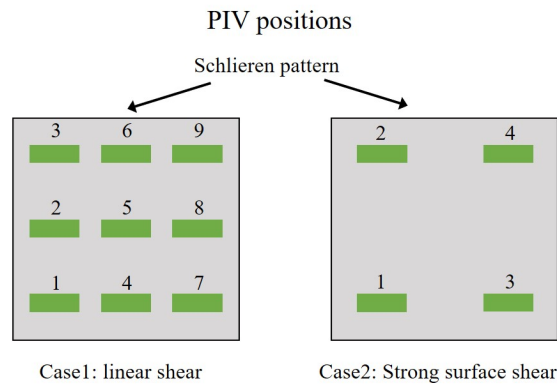 PIV positions
Schlieren pattern
3 6 9
2 5 8
1 4 7
2 4
1 3
Case1: linear shear
Case2: Strong surface shear